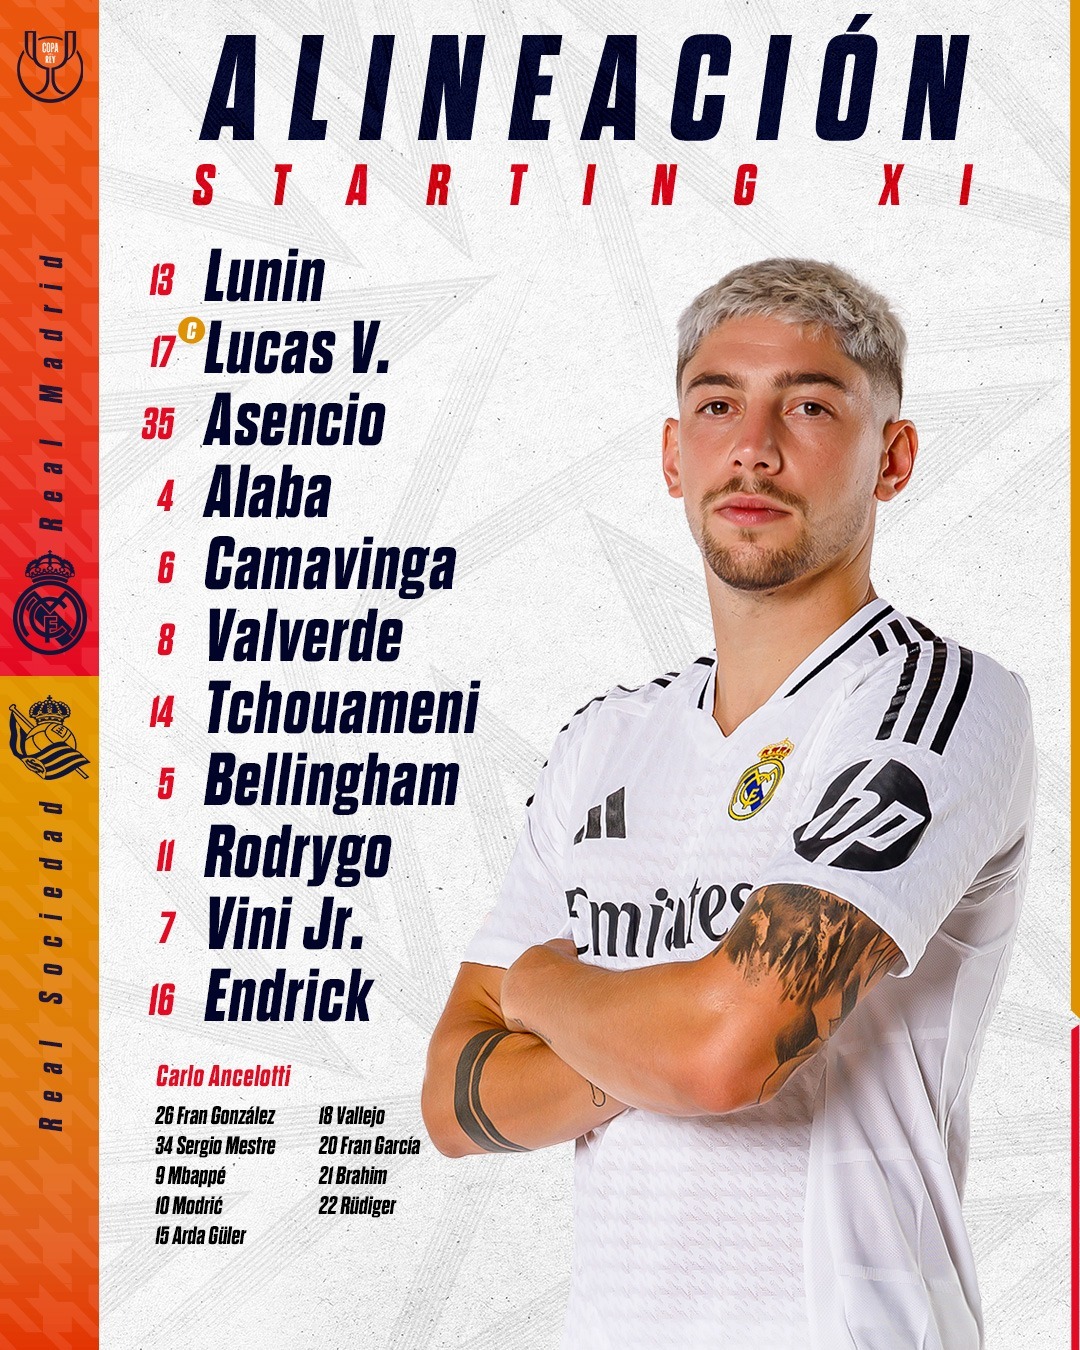 COPA
REY
ALINEACIÓN
STARTING XI
13 Lunin
17 C Lucas V.
35 Asencio
4 Alaba
6 Camavinga
8 Valverde
14 Tchouameni
5 Bellingham
11 Rodrygo
7 Vini Jr.
16 Endrick
Carlo Ancelotti
26 Fran González
34 Sergio Mestre
9 Mbappé
10 Modrić
15 Arda Güler
18 Vallejo
20 Fran García
21 Brahim
22 Rüdiger
Real Madrid
Real Sociedad
hp
Emirates